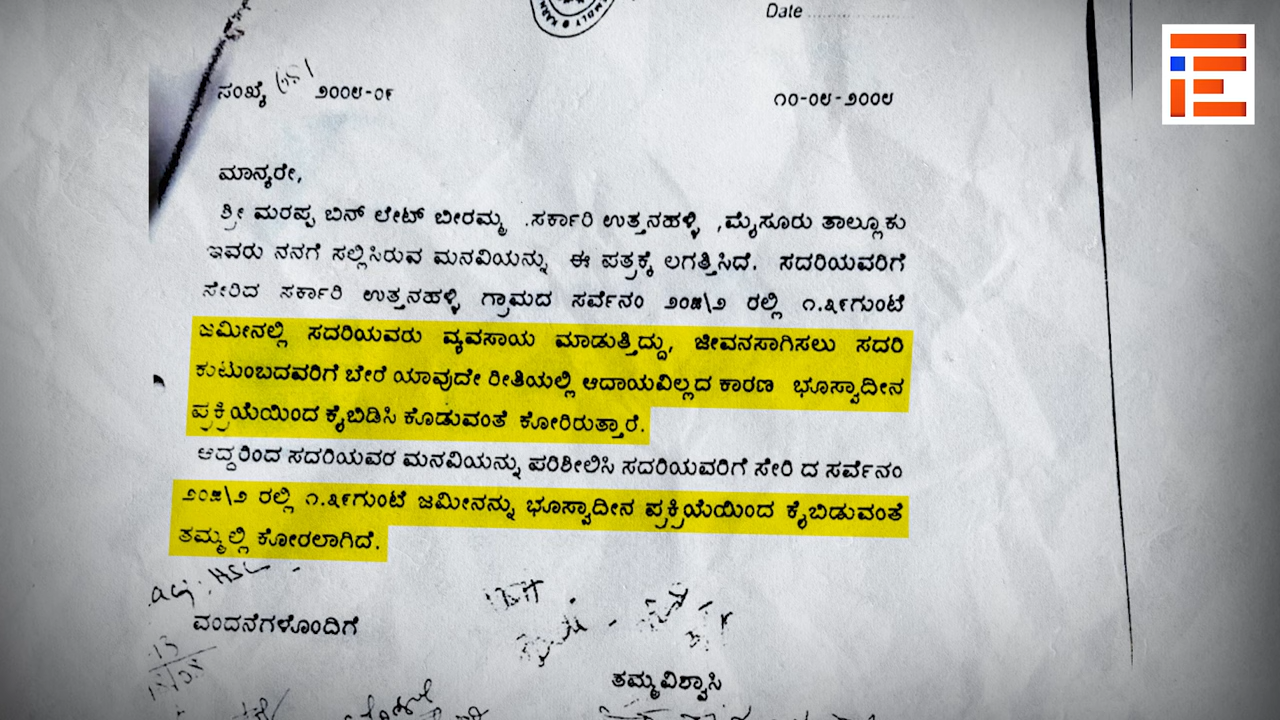 Date
ಸಂಖ್ಯೆ ೨೦೦೮-೦೯
೧೦-೦೮-೨೦೦೮
ಮಾನ್ಯರೇ,
ಶ್ರೀ ಮರಪ್ಪ ಬಿನ್ ಲೇಟ್ ಬೀರಮ್ಮ .ಸರ್ಕಾರಿ ಉತ್ತನಹಳ್ಳಿ ,ಮೈಸೂರು ತಾಲ್ಲೂಕು
ಇವರು ನನಗೆ ಸಲ್ಲಿಸಿರುವ ಮನವಿಯನ್ನು ಈ ಪತ್ರಕ್ಕೆ ಲಗತ್ತಿಸಿದೆ. ಸದರಿಯವರಿಗೆ
ಸೇರಿದ ಸರ್ಕಾರಿ ಉತ್ತನಹಳ್ಳಿ ಗ್ರಾಮದ ಸರ್ವೆನಂ ೨೦೫\೨ ರಲ್ಲಿ ೧.೩೯ಗುಂಟೆ
ಜಮೀನಲ್ಲಿ ಸದರಿಯವರು ವ್ಯವಸಾಯ ಮಾಡುತ್ತಿದ್ದು, ಜೀವನಸಾಗಿಸಲು ಸದರಿ
ಕುಟುಂಬದವರಿಗೆ ಬೇರೆ ಯಾವುದೇ ರೀತಿಯಲ್ಲಿ ಆದಾಯವಿಲ್ಲದ ಕಾರಣ ಭೂಸ್ವಾದೀನ
ಪ್ರಕ್ರಿಯೆಯಿಂದ ಕೈಬಿಡಿಸಿ ಕೊಡುವಂತೆ ಕೋರಿರುತ್ತಾರೆ.
ಆದ್ದರಿಂದ ಸದರಿಯವರ ಮನವಿಯನ್ನು ಪರಿಶೀಲಿಸಿ ಸದರಿಯವರಿಗೆ ಸೇರಿ ದ ಸರ್ವೆನಂ
೨೦೫\೨ ರಲ್ಲಿ ೧.೩೯ಗುಂಟೆ ಜಮೀನನ್ನು ಭೂಸ್ವಾದೀನ ಪ್ರಕ್ರಿಯೆಯಿಂದ ಕೈಬಿಡುವಂತೆ
ತಮ್ಮಲ್ಲಿ ಕೋರಲಾಗಿದೆ.
ವಂದನೆಗಳೊಂದಿಗೆ
ತಮ್ಮವಿಶ್ವಾಸಿ